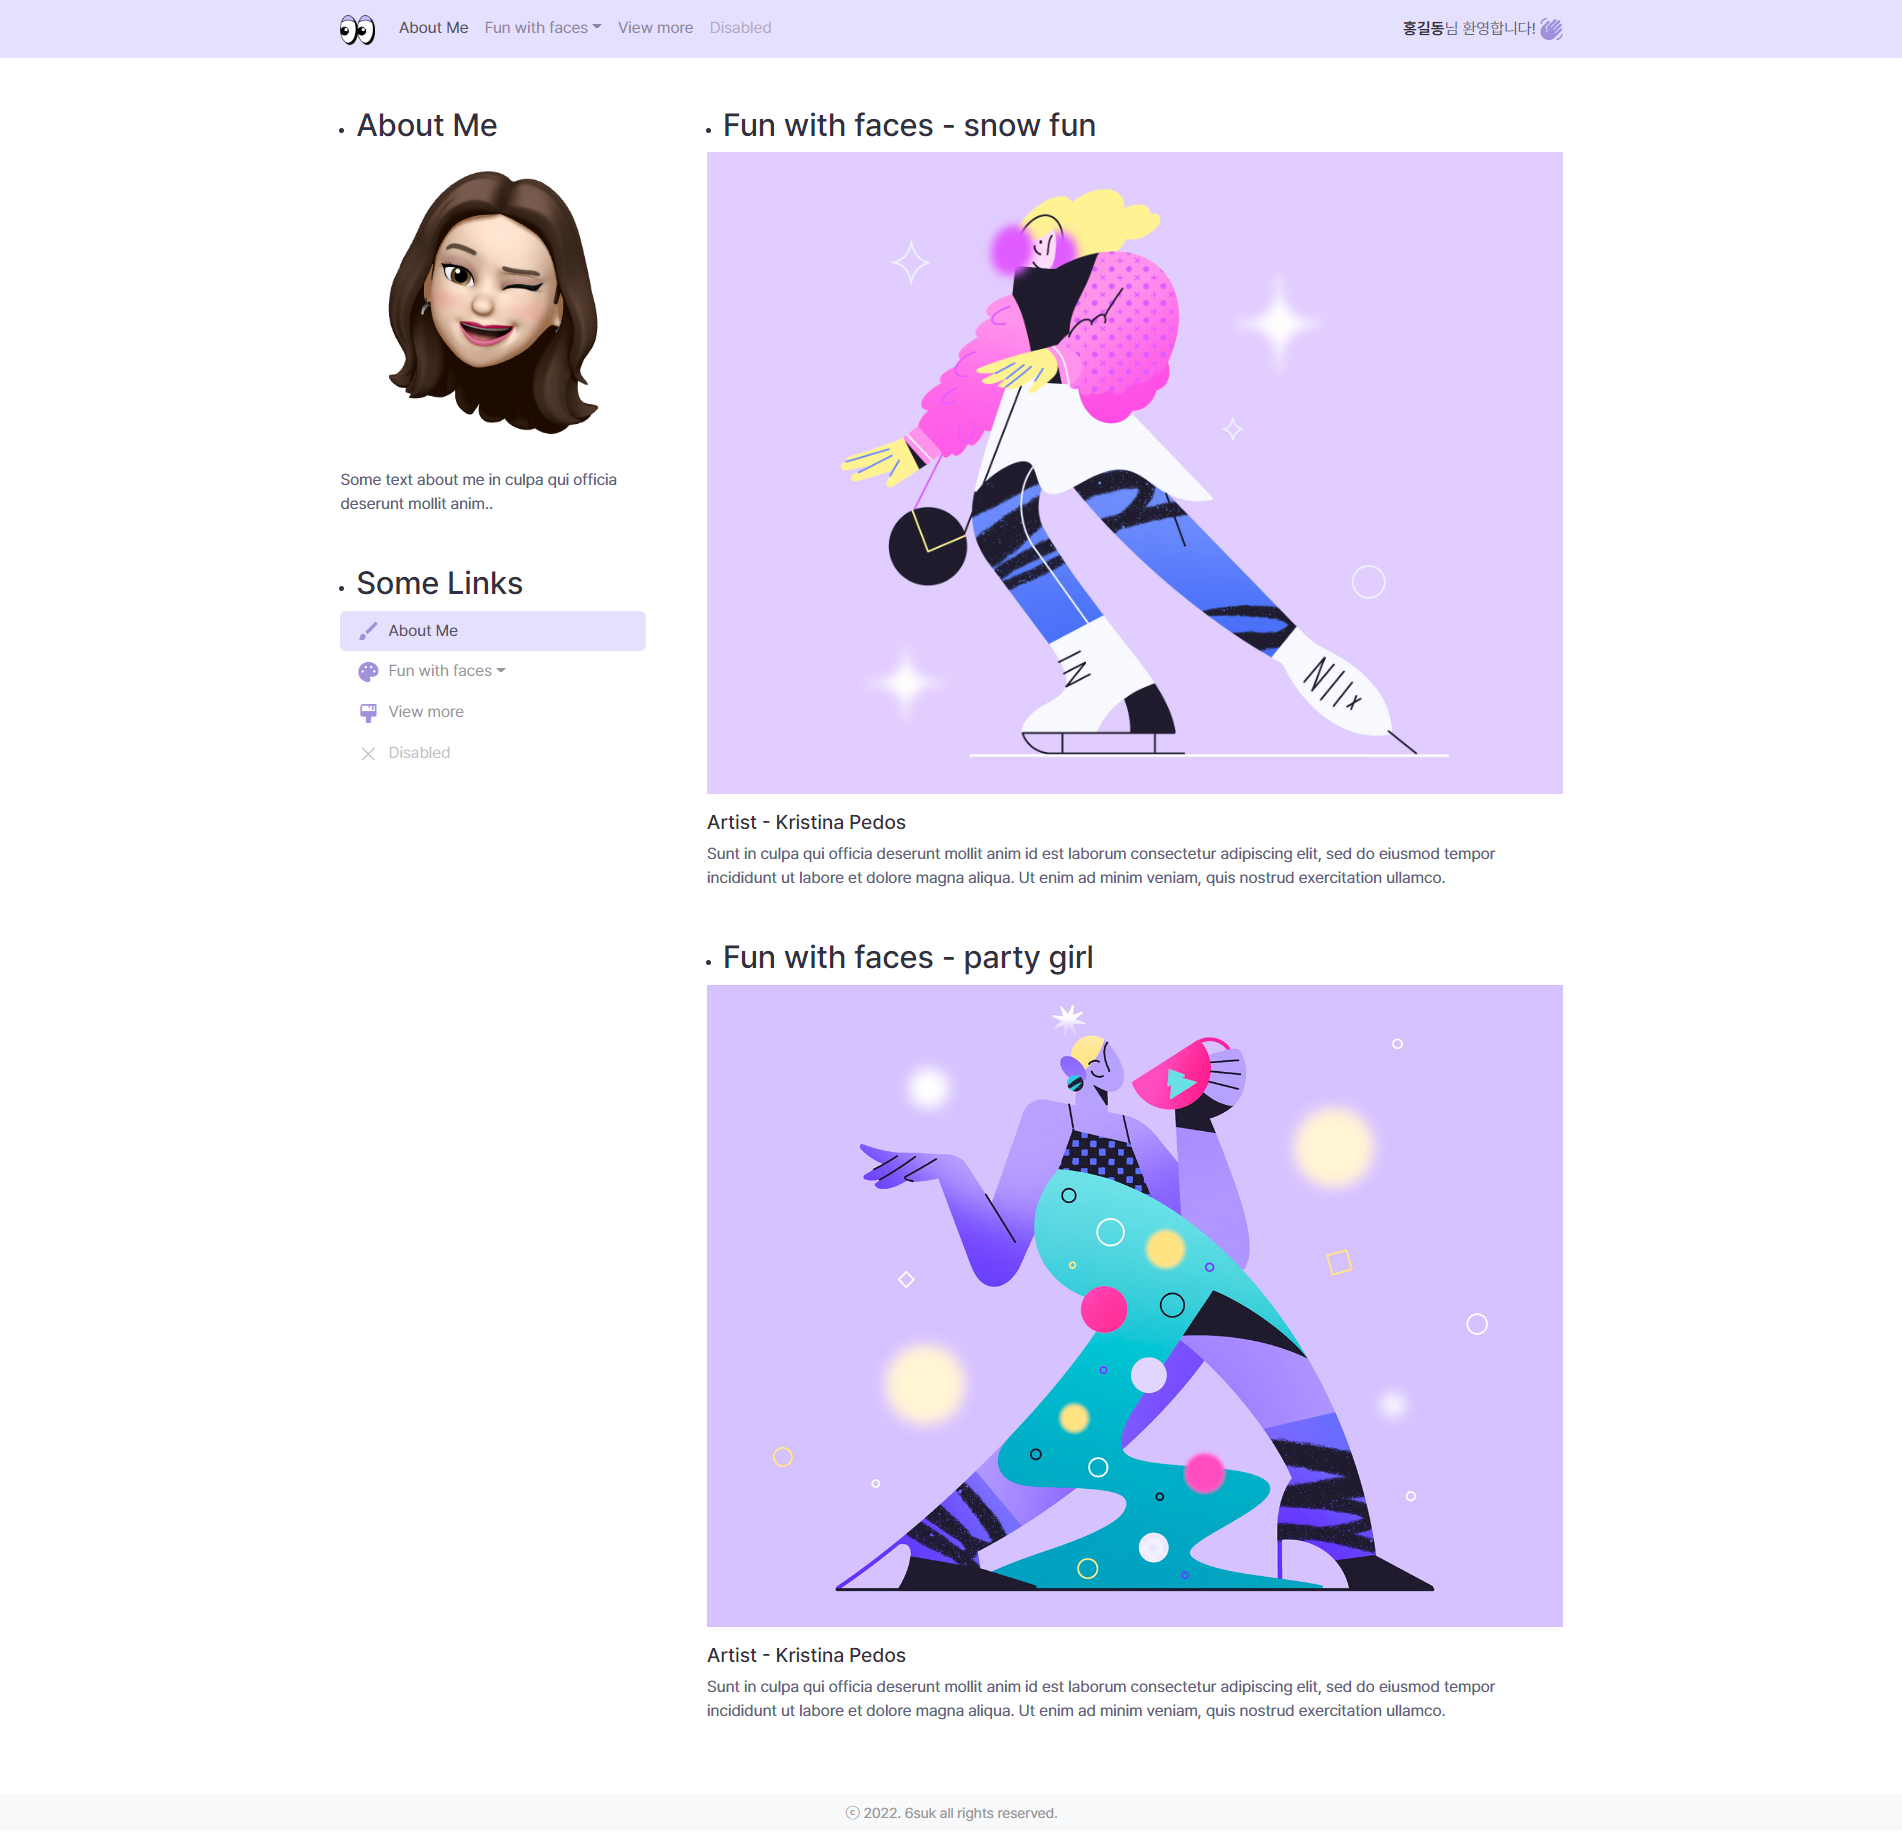 About Me Fun with faces View more Disabled 홍길동님 환영합니다!
• About Me
Some text about me in culpa qui officia
deserunt mollit anim..
• Some Links
About Me
Fun with faces
View more
Disabled
• Fun with faces - snow fun
Artist - Kristina Pedos
Sunt in culpa qui officia deserunt mollit anim id est laborum consectetur adipiscing elit, sed do eiusmod tempor
incididunt ut labore et dolore magna aliqua. Ut enim ad minim veniam, quis nostrud exercitation ullamco.
• Fun with faces - party girl
Artist - Kristina Pedos
Sunt in culpa qui officia deserunt mollit anim id est laborum consectetur adipiscing elit, sed do eiusmod tempor
incididunt ut labore et dolore magna aliqua. Ut enim ad minim veniam, quis nostrud exercitation ullamco.
ⓒ 2022. 6suk all rights reserved.